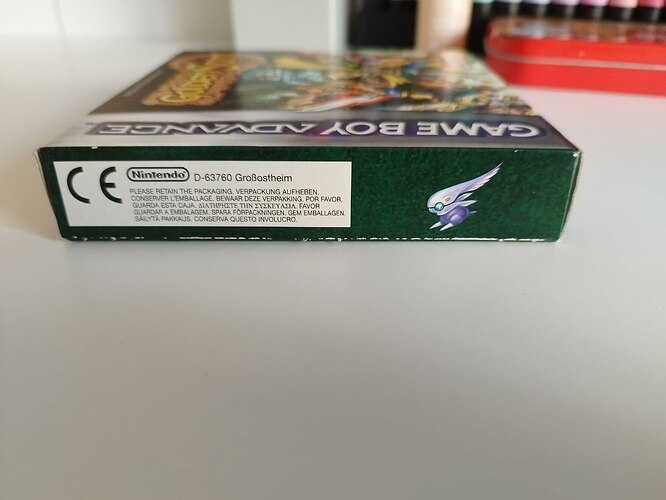 GOLDEN SUN
GAME BOY ADVANCE
CE
Nintendo D-63760 Großostheim
PLEASE RETAIN THE PACKAGING. VERPACKUNG AUFHEBEN.
CONSERVER L'EMBALLAGE. BEWAAR DEZE VERPAKKING. POR FAVOR,
GUARDA ESTA CAJA. ΔΙΑΤΗΡΗΣΤΕ ΤΗΝ ΣΥΣΚΕΥΑΣΙΑ. FAVOR
GUARDAR A EMBALAGEM. SPARA FÖRPACKNINGEN. GEM EMBALLAGEN.
SÄILYTÄ PAKKAUS. CONSERVA QUESTO INVOLUCRO.